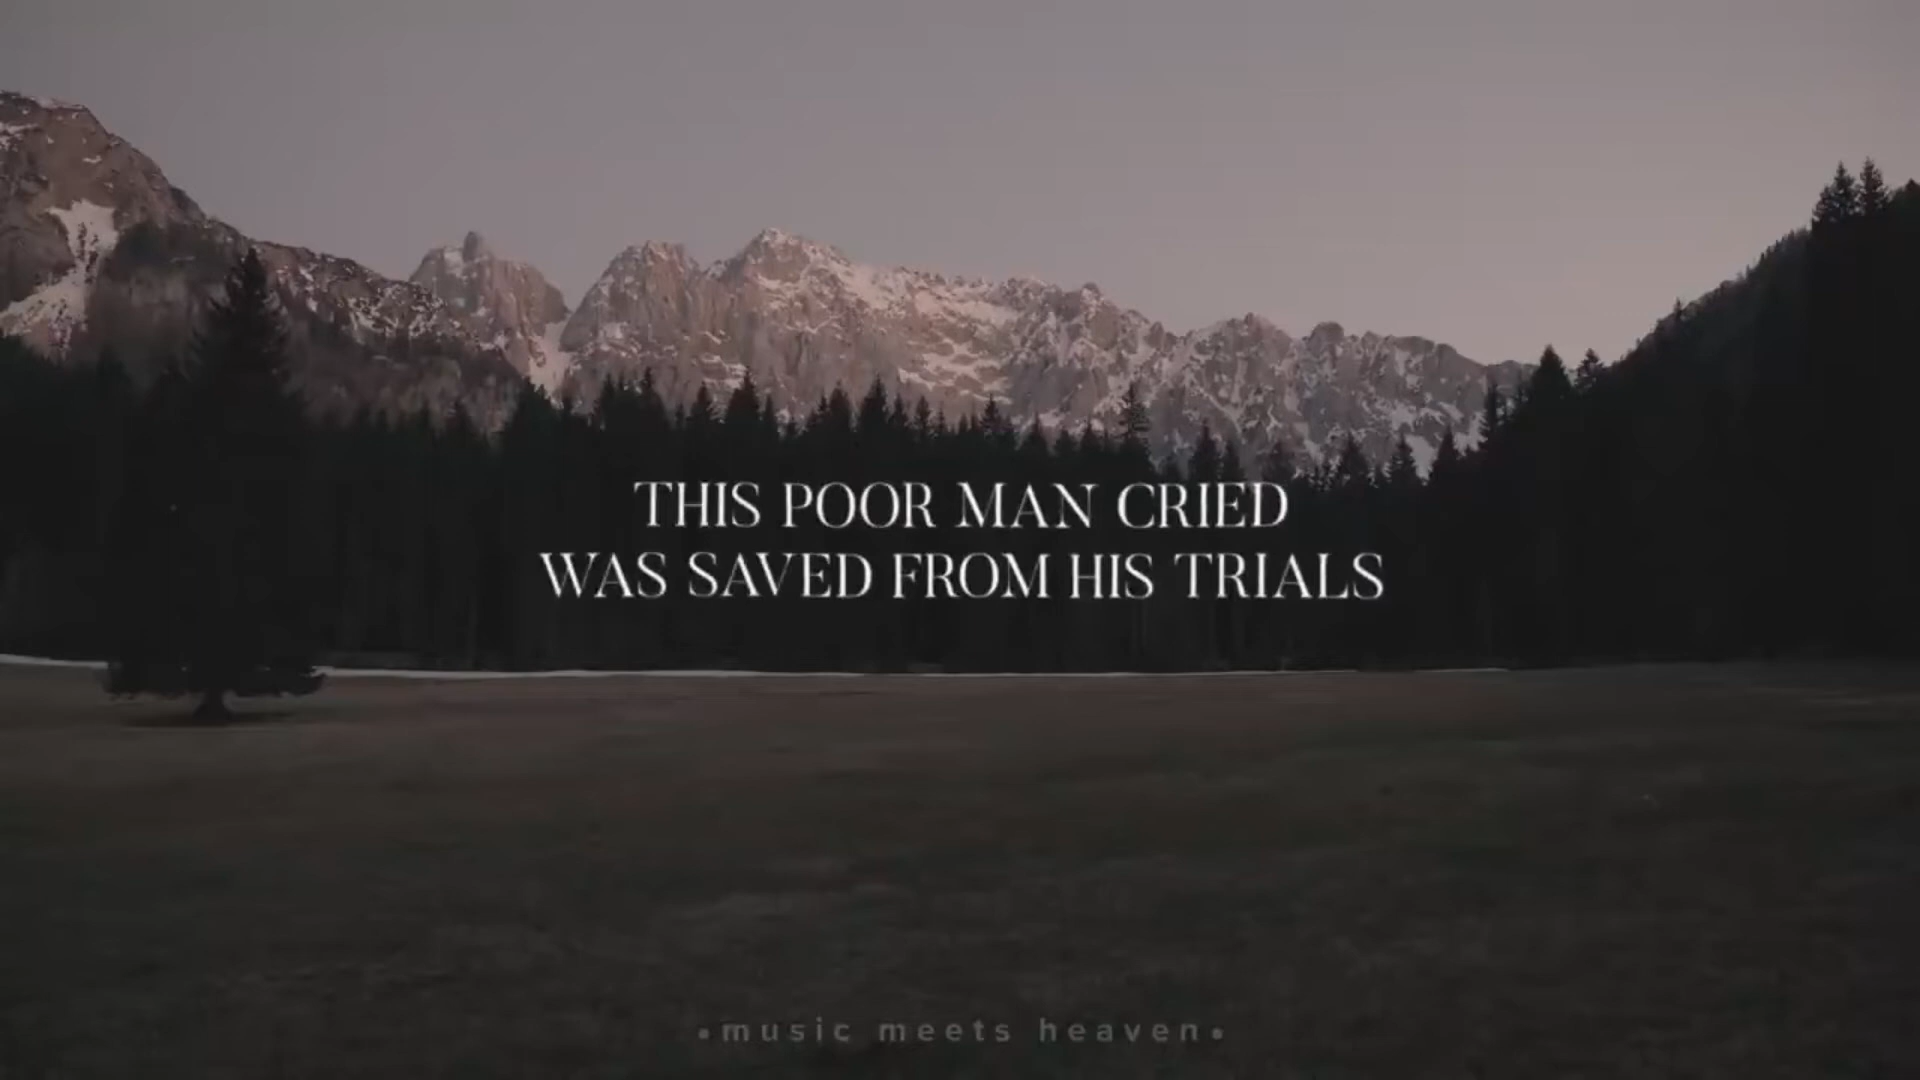 THIS POOR MAN CRIED
WAS SAVED FROM HIS TRIALS
•music meets heaven•